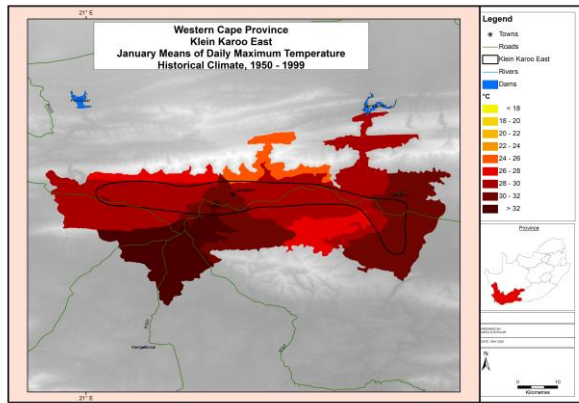 Western Cape Province
Klein Karoo East
January Means of Daily Maximum Temperature
Historical Climate, 1950 - 1999
21° E
21° E
Legend
Towns
Roads
Klein Karoo East
Rivers
Dams
°C
< 18
18 - 20
20 - 22
22 - 24
24 - 26
26 - 28
28 - 30
30 - 32
> 32
Province
N
0
10
Kilometres